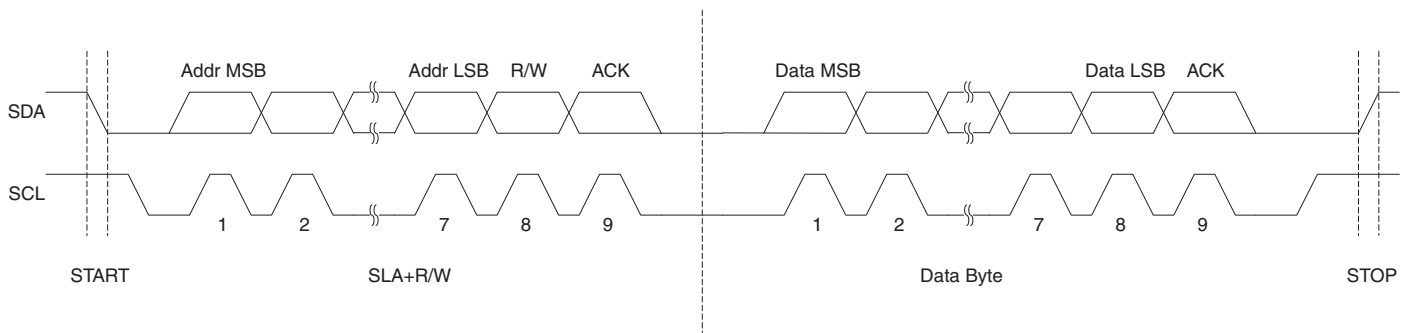 Addr MSB Addr LSB R/W ACK Data MSB Data LSB ACK
SDA
SCL
1 2 7 8 9 1 2 7 8 9
START SLA+R/W Data Byte STOP